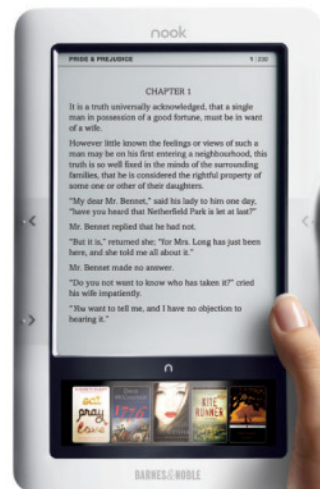 nook
PRIDE & PREJUDICE 1 | 230
CHAPTER 1
It is a truth universally acknowledged, that a single
man in possession of a good fortune, must be in want
of a wife.
However little known the feelings or views of such a
man may be on his first entering a neighbourhood, this
truth is so well fixed in the minds of the surrounding
families, that he is considered the rightful property of
some one or other of their daughters.
"My dear Mr. Bennet," said his lady to him one day,
"have you heard that Netherfield Park is let at last?"
Mr. Bennet replied that he had not.
"But it is," returned she; "for Mrs. Long has just been
here, and she told me all about it."
Mr. Bennet made no answer.
"Do you not want to know who has taken it?" cried
his wife impatiently.
"You want to tell me, and I have no objection to
hearing it."
eat
pray
love
1776
KITE
RUNNER
BARNES & NOBLE